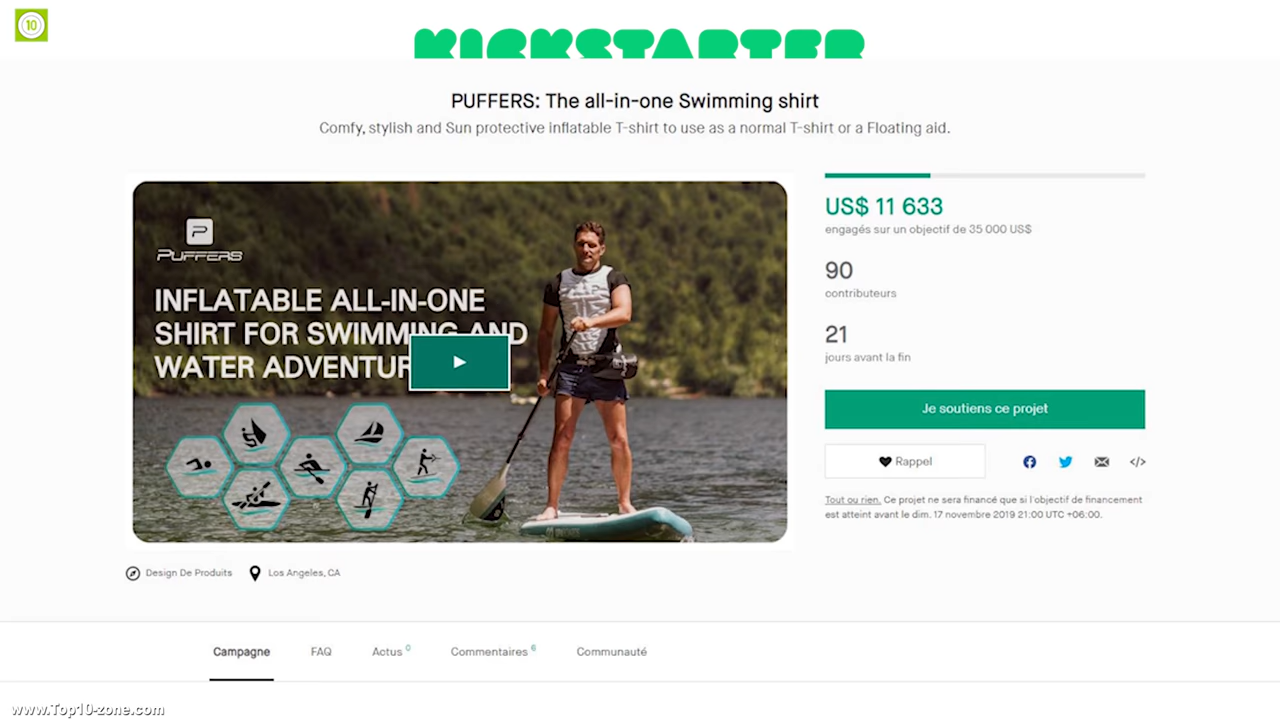 10
KICKSTARTER
PUFFERS: The all-in-one Swimming shirt
Comfy, stylish and Sun protective inflatable T-shirt to use as a normal T-shirt or a Floating aid.
P
PUFFERS
INFLATABLE ALL-IN-ONE
SHIRT FOR SWIMMING AND
WATER ADVENTUR
US$ 11 633
engagés sur un objectif de 35 000 US$
90
contributeurs
21
jours avant la fin
Je soutiens ce projet
Rappel
</>
Tout ou rien. Ce projet ne sera financé que si l'objectif de financement
est atteint avant le dim. 17 novembre 2019 21:00 UTC +06:00.
Design De Produits
Los Angeles, CA
Campagne
FAQ
Actus 0
Commentaires 6
Communauté
www.Top10-zone.com